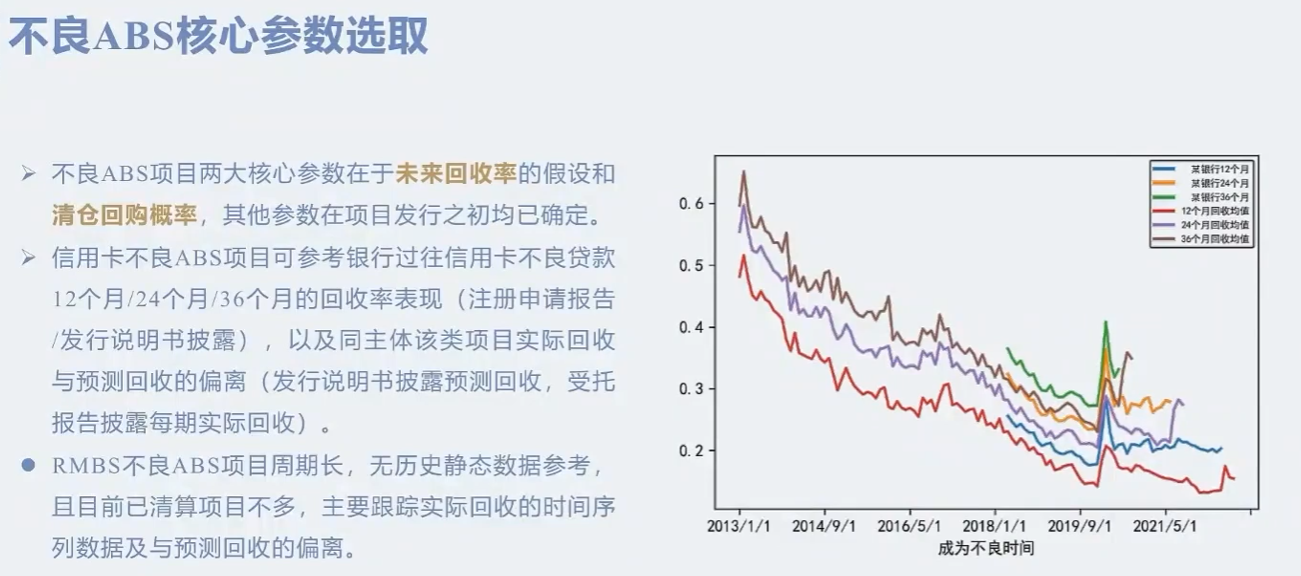 不良ABS核心参数选取
➢ 不良ABS项目两大核心参数在于未来回收率的假设和
清仓回购概率，其他参数在项目发行之初均已确定。
➢ 信用卡不良ABS项目可参考银行过往信用卡不良贷款
12个月/24个月/36个月的回收率表现（注册申请报告
/发行说明书披露），以及同主体该类项目实际回收
与预测回收的偏离（发行说明书披露预测回收，受托
报告披露每期实际回收）。
● RMBS不良ABS项目周期长，无历史静态数据参考，
且目前已清算项目不多，主要跟踪实际回收的时间序
列数据及与预测回收的偏离。
某银行12个月
某银行24个月
某银行36个月
12个月回收均值
24个月回收均值
36个月回收均值
0.6
0.5
0.4
0.3
0.2
2013/1/1 2014/9/1 2016/5/1 2018/1/1 2019/9/1 2021/5/1
成为不良时间